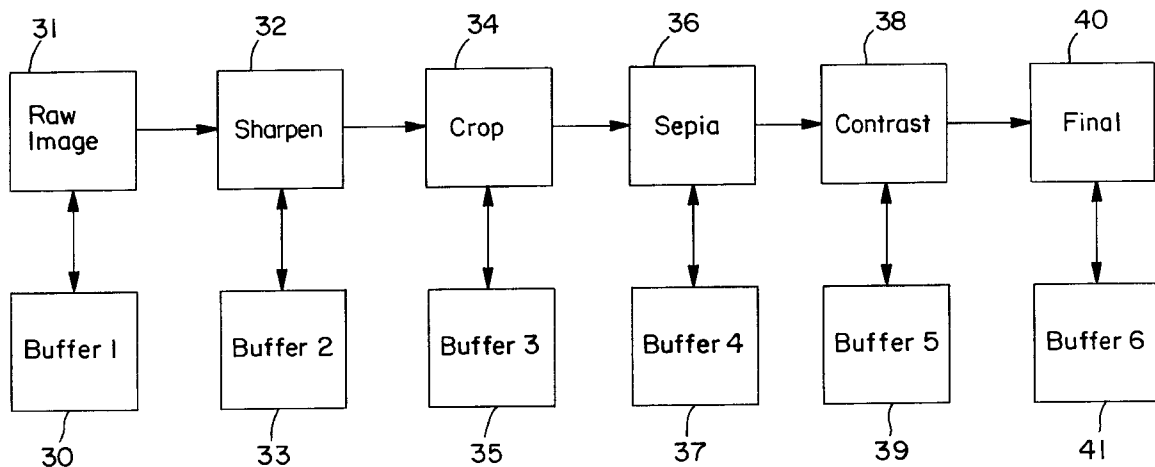 31 32 34 36 38 40
Raw
Image
Sharpen
Crop
Sepia
Contrast
Final
Buffer 1
Buffer 2
Buffer 3
Buffer 4
Buffer 5
Buffer 6
30 33 35 37 39 41